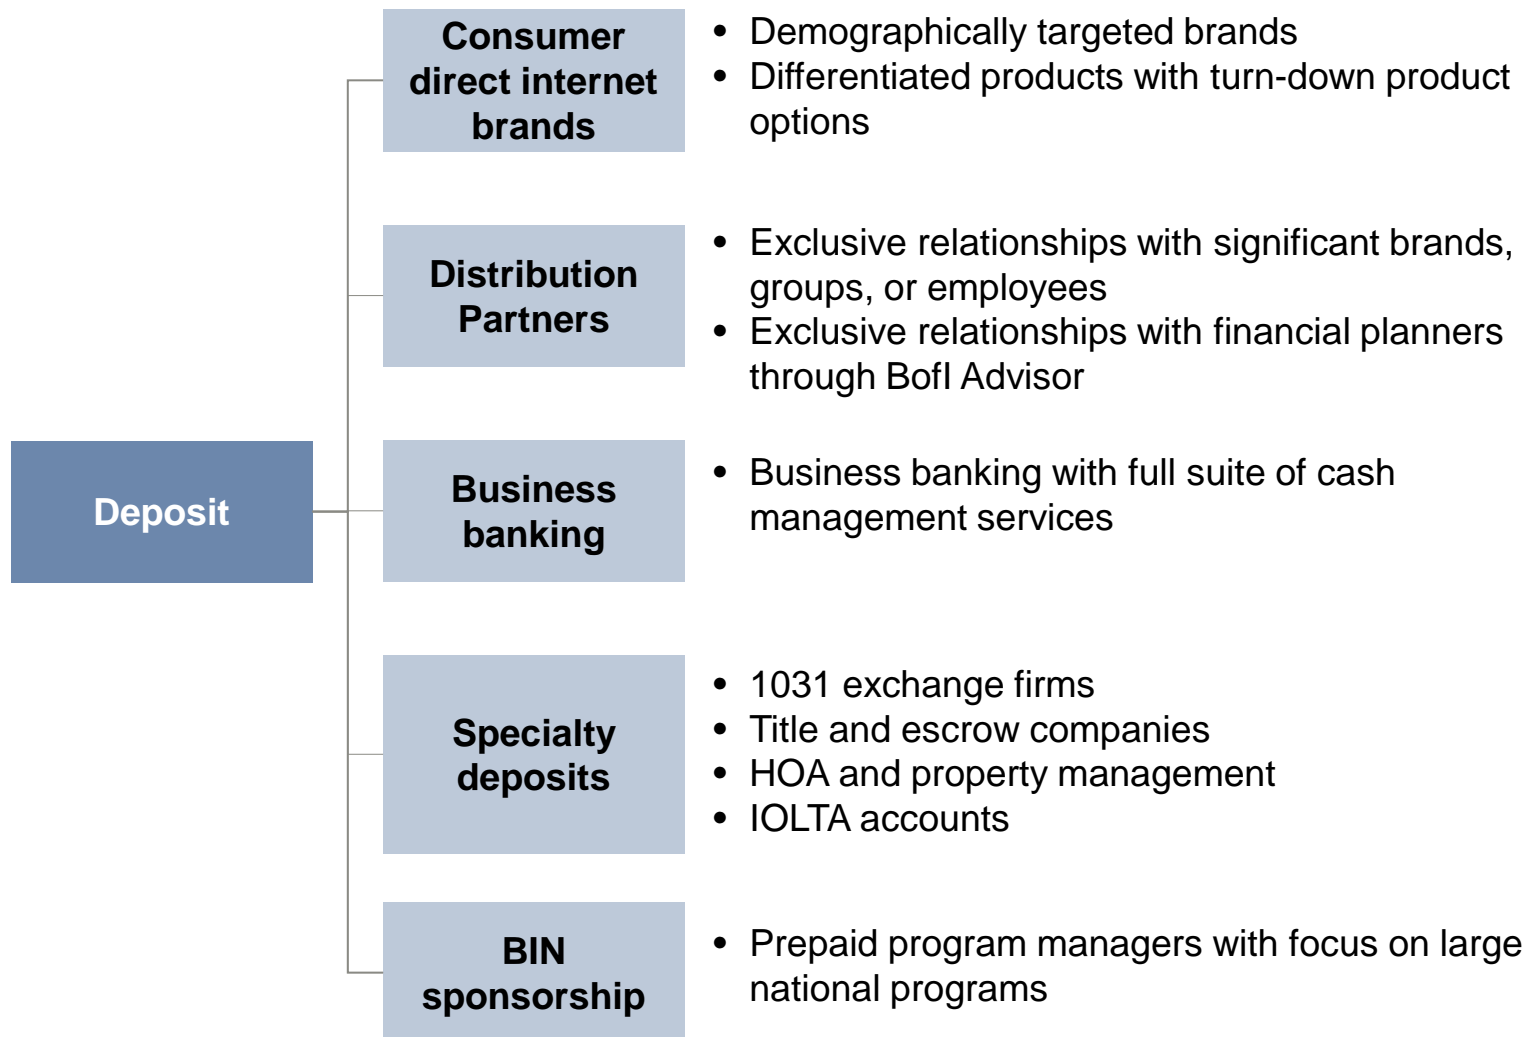 Consumer
direct internet
brands
• Demographically targeted brands
• Differentiated products with turn-down product
options
Distribution
Partners
• Exclusive relationships with significant brands,
groups, or employees
• Exclusive relationships with financial planners
through BofI Advisor
Deposit
Business
banking
• Business banking with full suite of cash
management services
Specialty
deposits
• 1031 exchange firms
• Title and escrow companies
• HOA and property management
• IOLTA accounts
BIN
sponsorship
• Prepaid program managers with focus on large
national programs